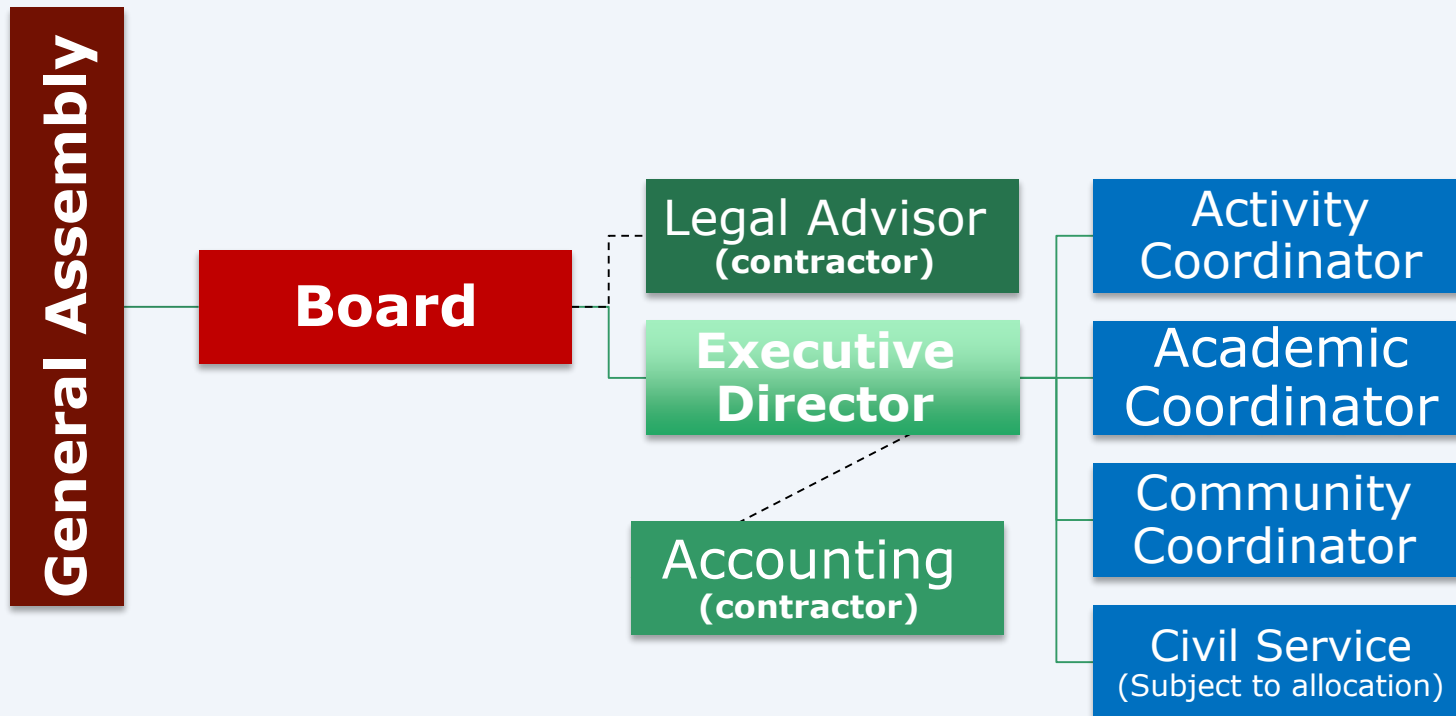 General Assembly
Board
Legal Advisor
(contractor)
Executive
Director
Accounting
(contractor)
Activity
Coordinator
Academic
Coordinator
Community
Coordinator
Civil Service
(Subject to allocation)